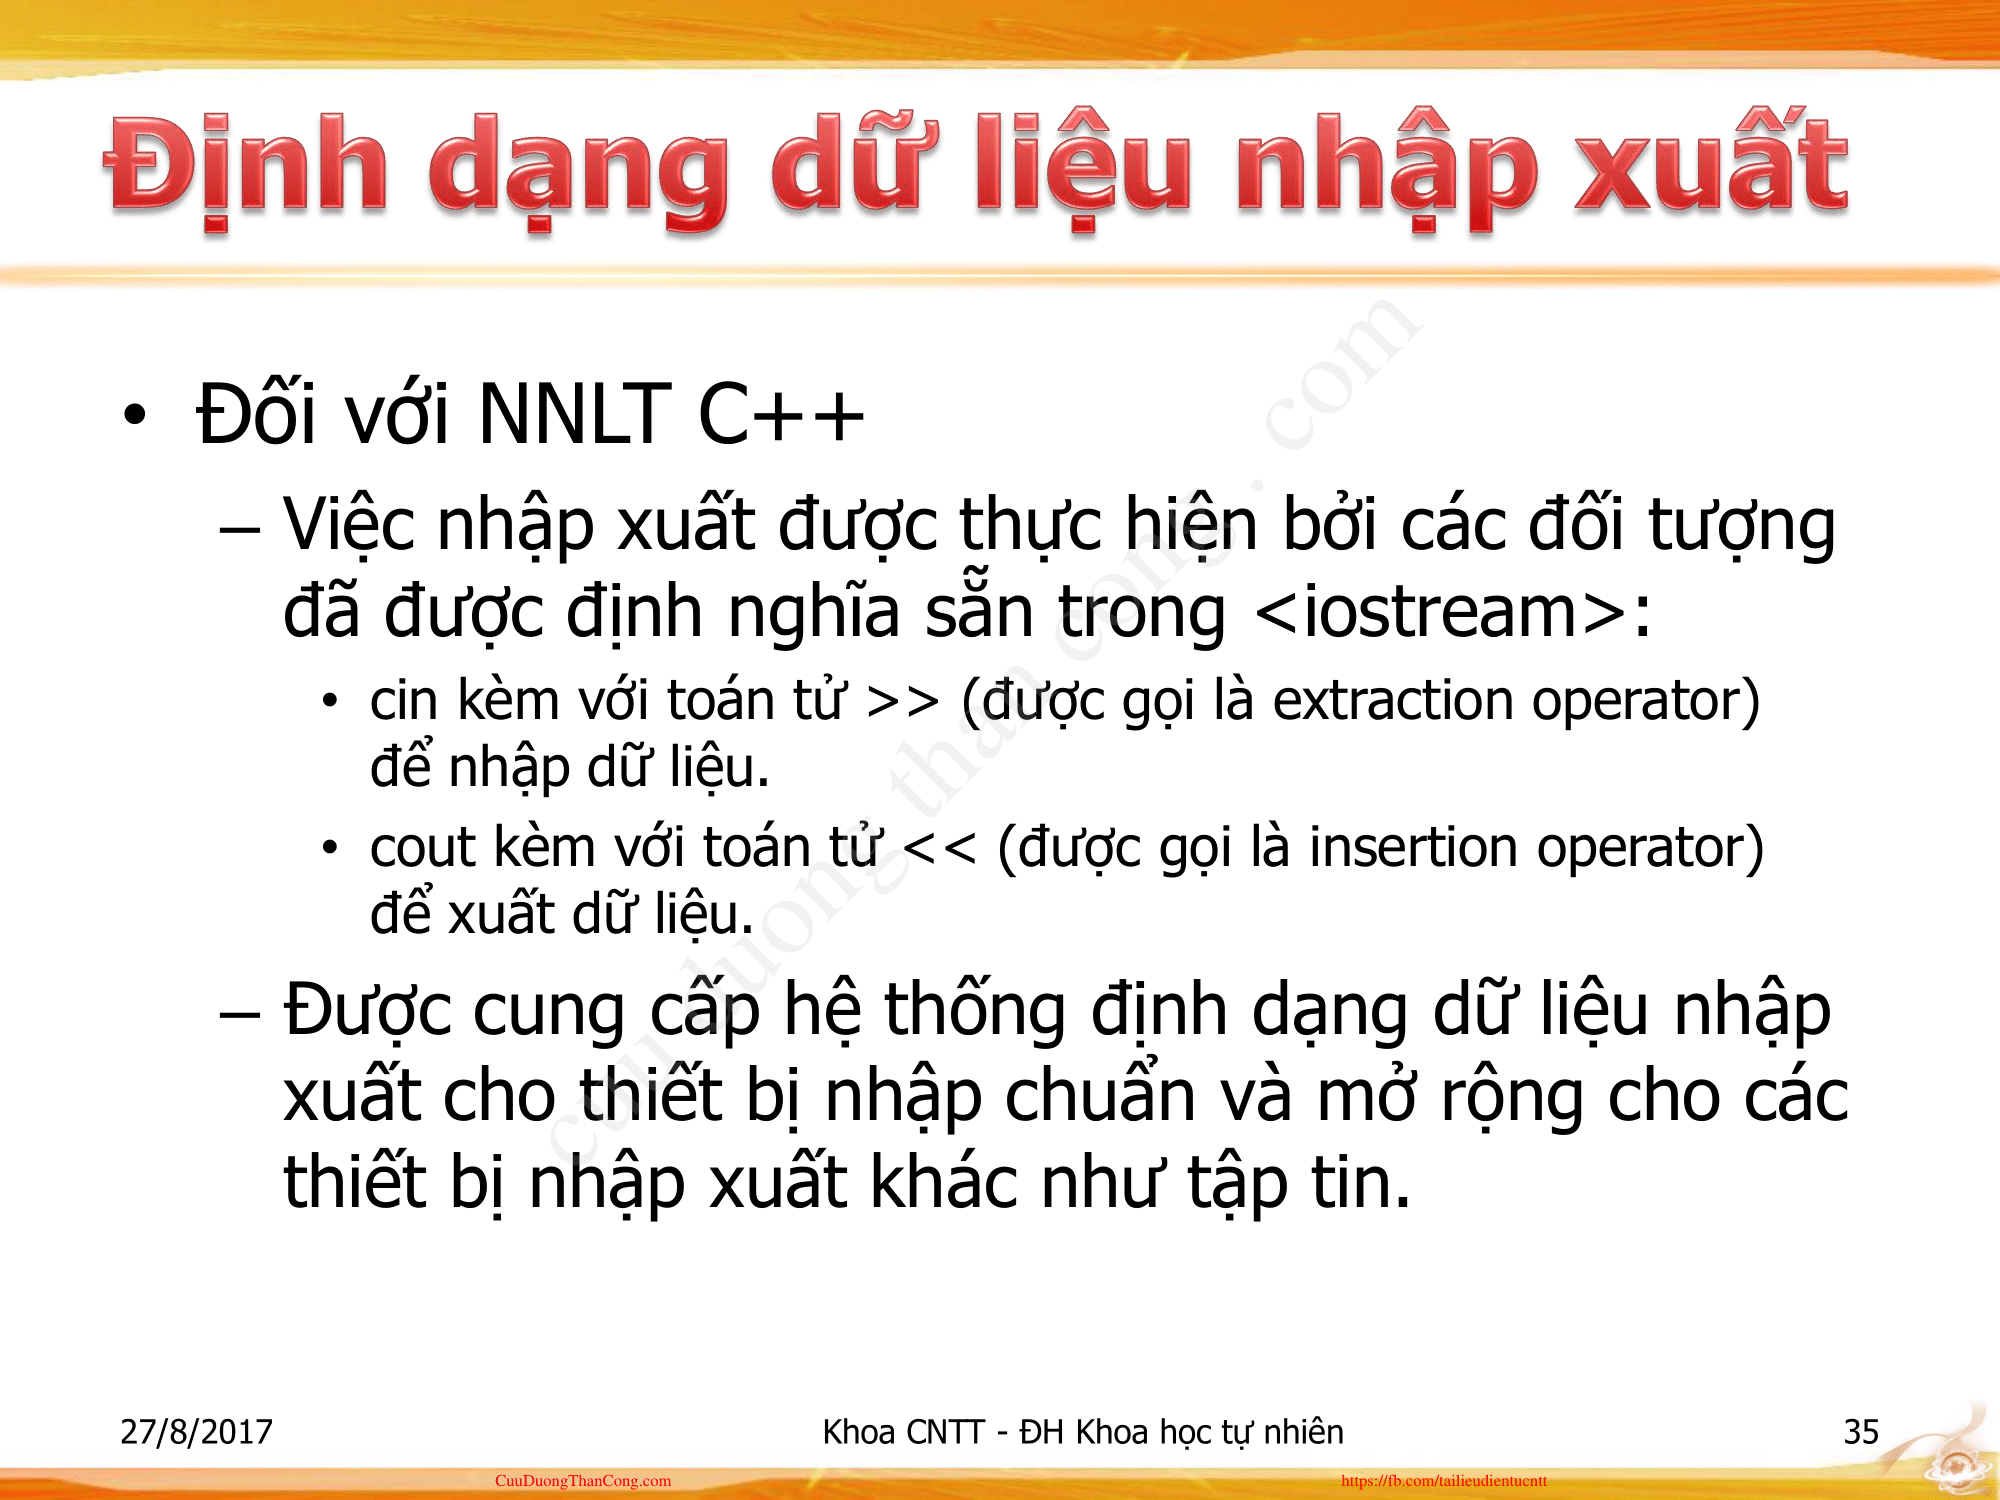 Định dạng dữ liệu nhập xuất
• Đối với NNLT C++
– Việc nhập xuất được thực hiện bởi các đối tượng
đã được định nghĩa sẵn trong <iostream>:
• cin kèm với toán tử >> (được gọi là extraction operator)
để nhập dữ liệu.
• cout kèm với toán tử << (được gọi là insertion operator)
để xuất dữ liệu.
– Được cung cấp hệ thống định dạng dữ liệu nhập
xuất cho thiết bị nhập chuẩn và mở rộng cho các
thiết bị nhập xuất khác như tập tin.
cuu duong than cong . com
27/8/2017
Khoa CNTT - ĐH Khoa học tự nhiên
35
CuuDuongThanCong.com
https://fb.com/tailieudientucntt